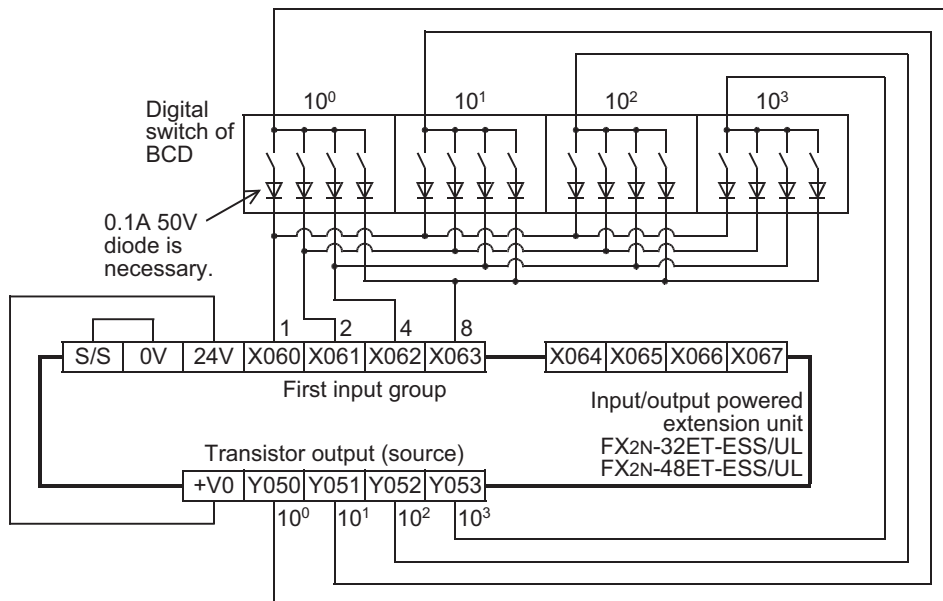 10⁰ 10¹ 10² 10³
Digital
switch of
BCD
0.1A 50V
diode is
necessary.
1 2 4 8
S/S 0V 24V X060 X061 X062 X063 X064 X065 X066 X067
First input group
Input/output powered
extension unit
FX2N-32ET-ESS/UL
FX2N-48ET-ESS/UL
Transistor output (source)
+V0 Y050 Y051 Y052 Y053
10⁰ 10¹ 10² 10³